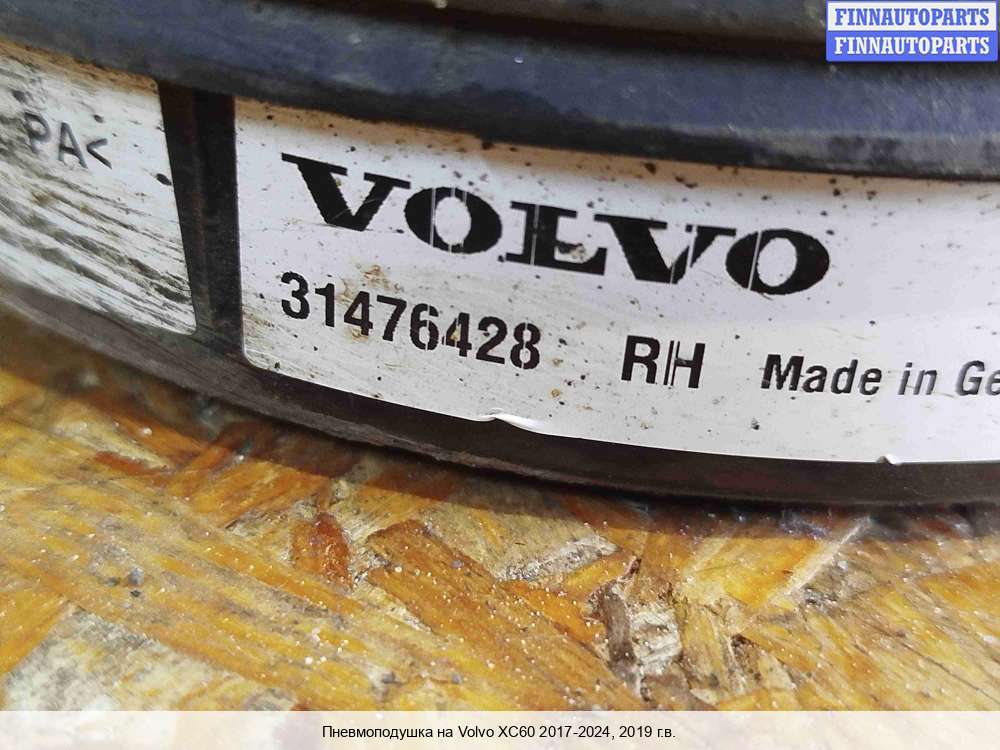 FINNAUTOPARTS
FINNAUTOPARTS
PA<
VOLVO
31476428 RH Made in Ge
Пневмоподушка на Volvo XC60 2017-2024, 2019 г.в.